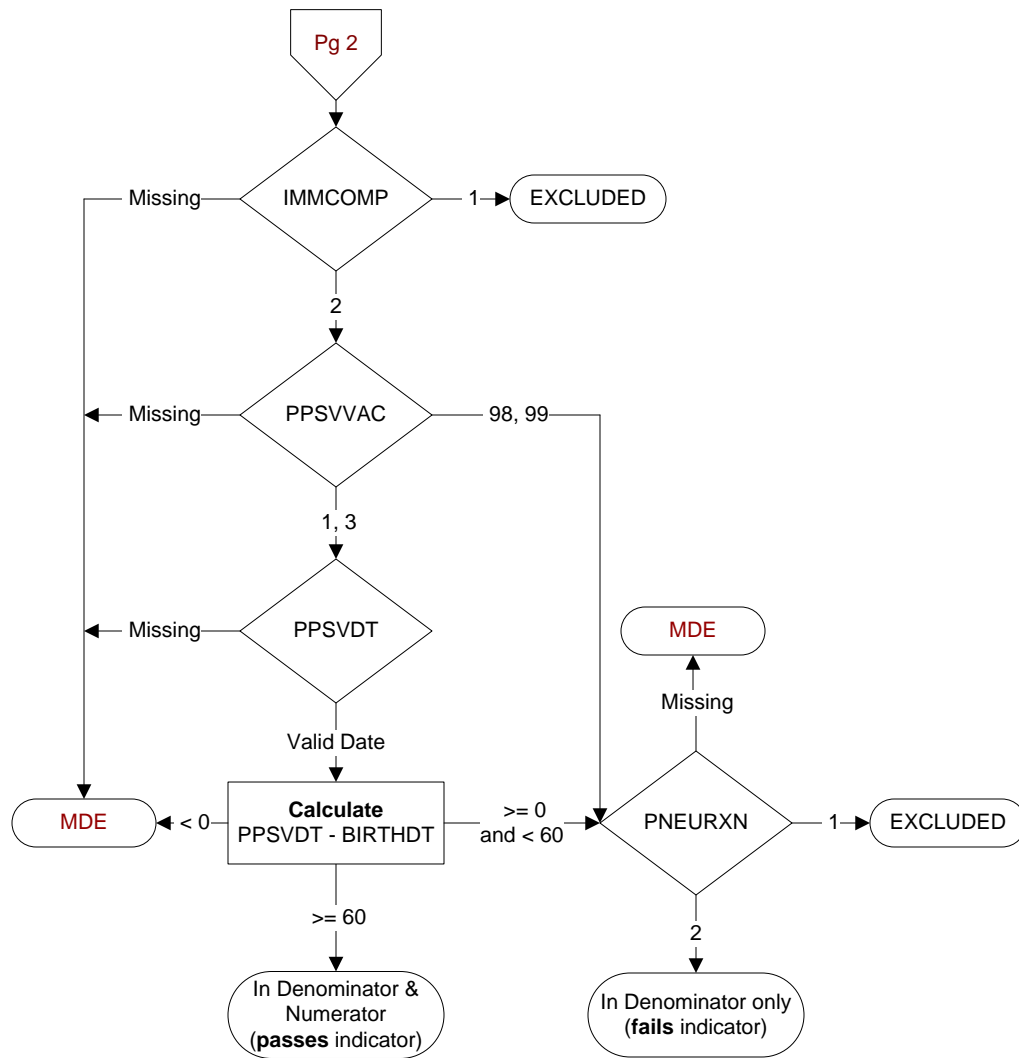 Pg 2
IMMCOMP
Missing
1
EXCLUDED
2
PPSVVAC
Missing
98, 99
1, 3
PPSVDT
Missing
MDE
Missing
Valid Date
Calculate
PPSVDT - BIRTHDT
< 0
MDE
>= 0
and < 60
PNEURXN
1
EXCLUDED
>= 60
2
In Denominator &
Numerator
(passes indicator)
In Denominator only
(fails indicator)